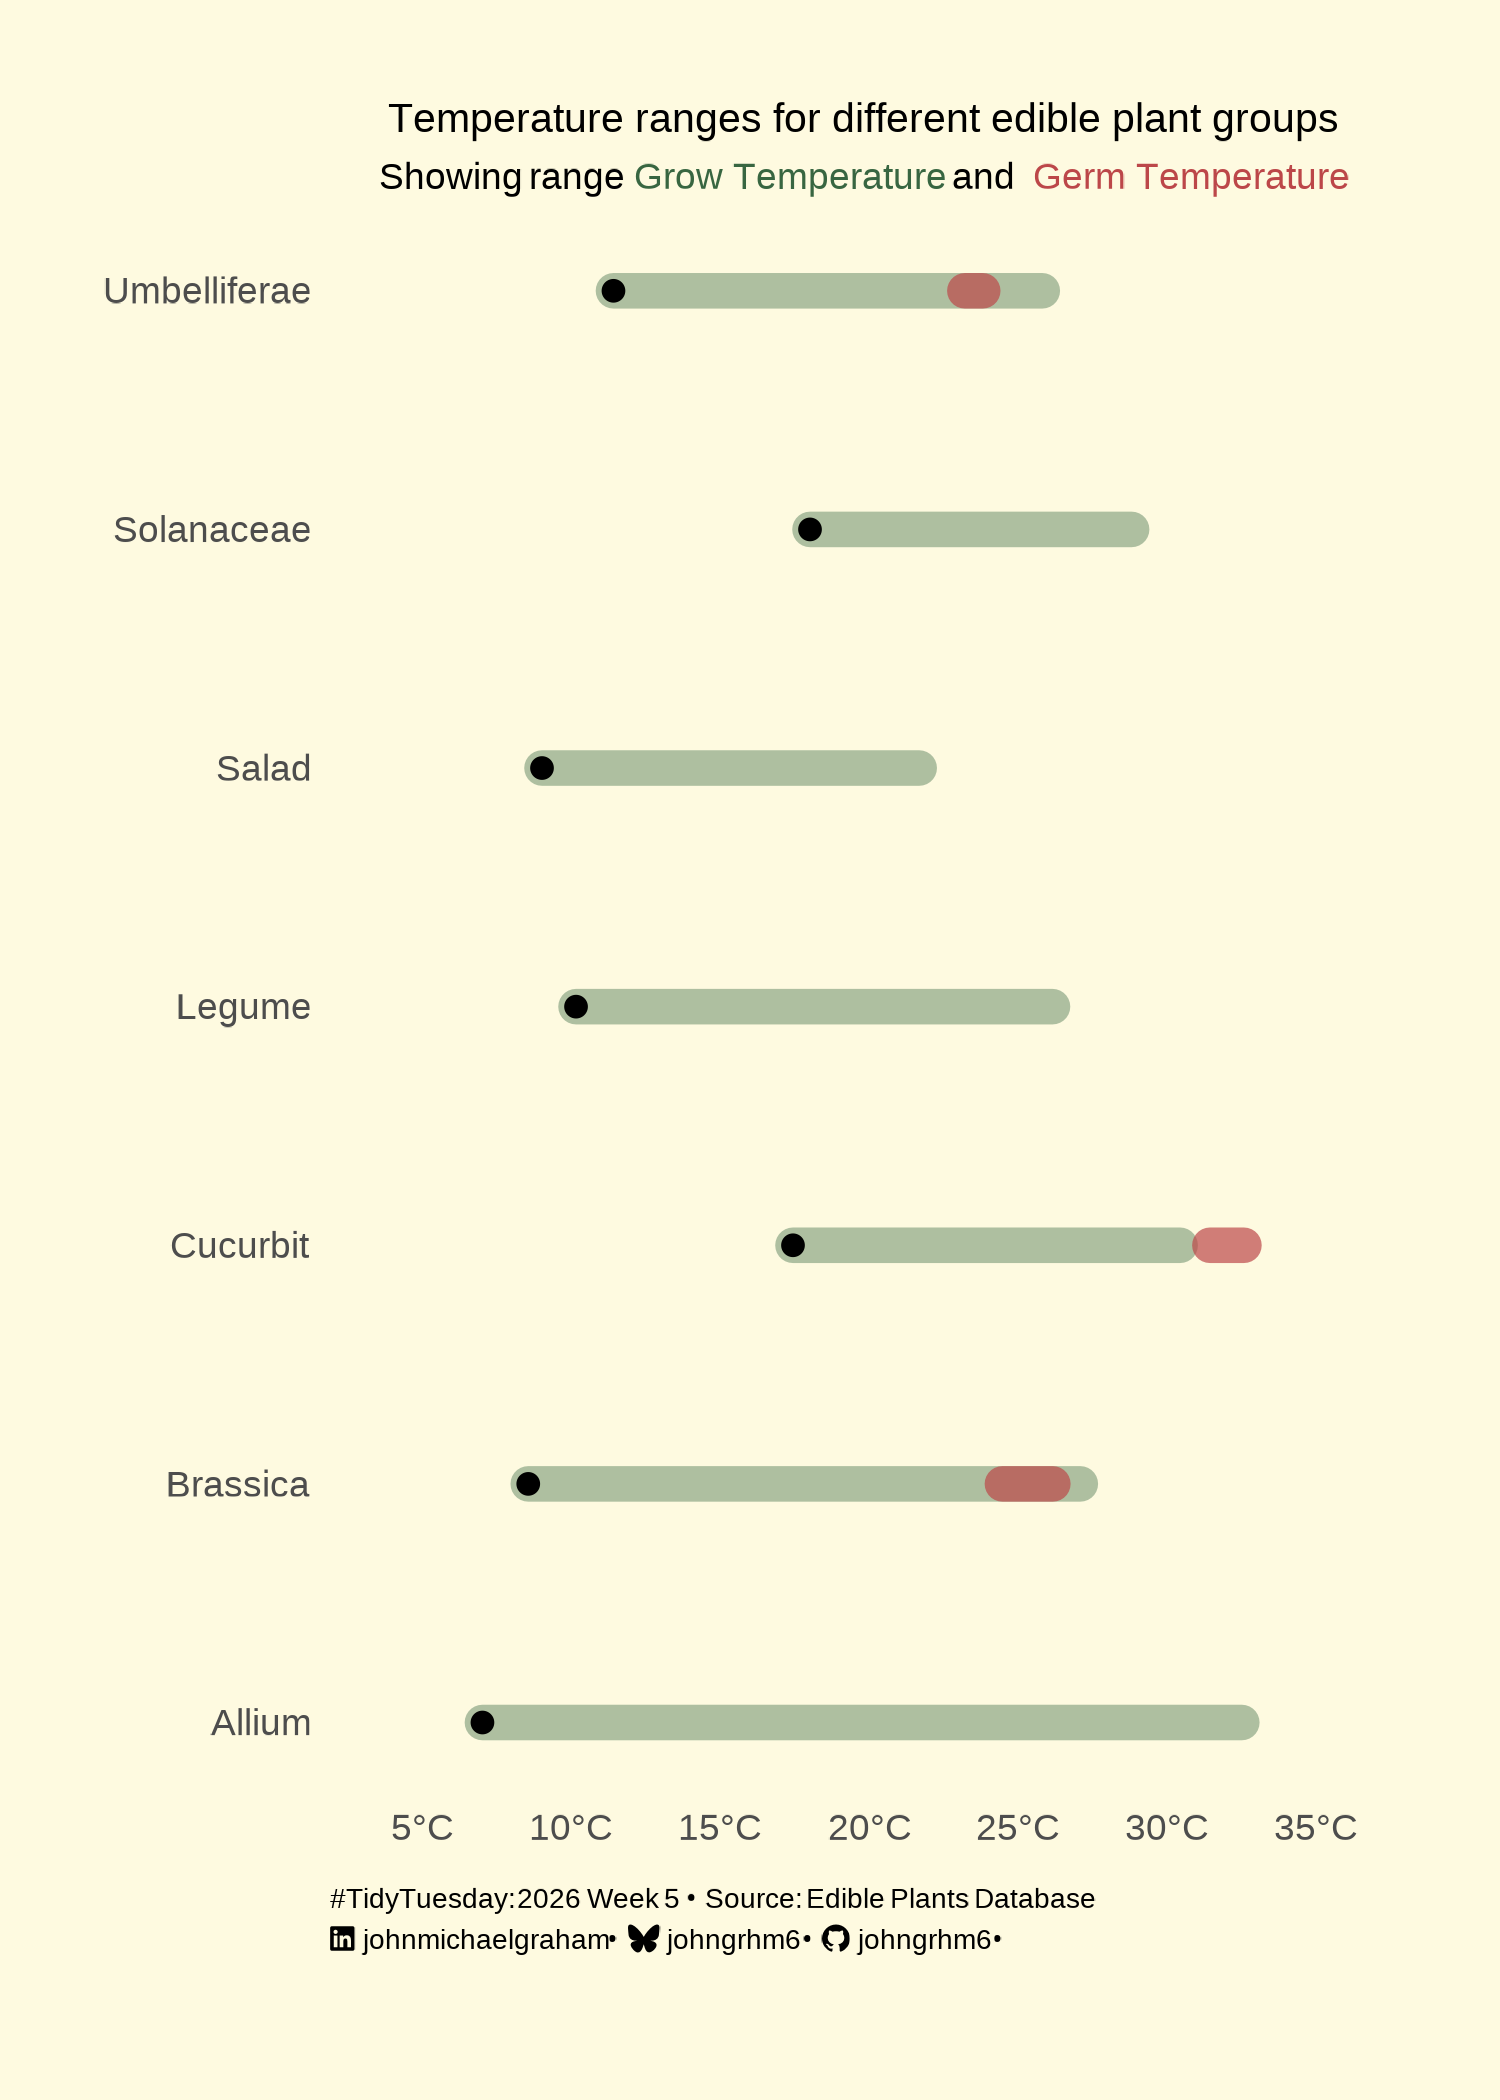 Temperature ranges for different edible plant groups
Showing range Grow Temperature and Germ Temperature
Umbelliferae
Solanaceae
Salad
Legume
Cucurbit
Brassica
Allium
5°C 10°C 15°C 20°C 25°C 30°C 35°C
#TidyTuesday:2026 Week 5 • Source: Edible Plants Database
johnmichaelgraham• johngrhm6• johngrhm6•